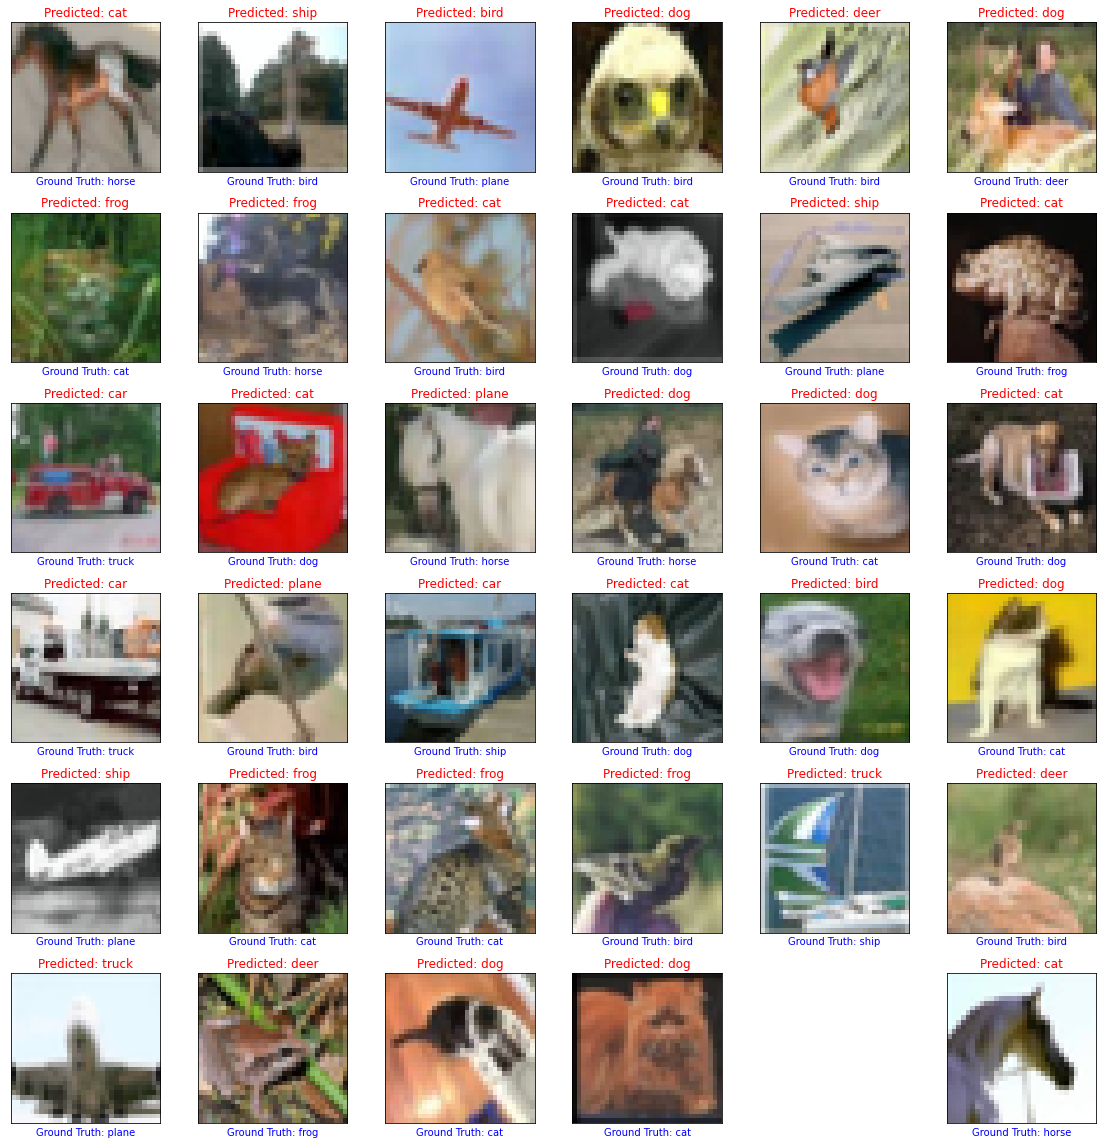 Predicted: cat
Predicted: ship
Predicted: bird
Predicted: dog
Predicted: deer
Predicted: dog
Ground Truth: horse
Ground Truth: bird
Ground Truth: plane
Ground Truth: bird
Ground Truth: bird
Ground Truth: deer
Predicted: frog
Predicted: frog
Predicted: cat
Predicted: cat
Predicted: ship
Predicted: cat
Ground Truth: cat
Ground Truth: horse
Ground Truth: bird
Ground Truth: dog
Ground Truth: plane
Ground Truth: frog
Predicted: car
Predicted: cat
Predicted: plane
Predicted: dog
Predicted: dog
Predicted: cat
Ground Truth: truck
Ground Truth: dog
Ground Truth: horse
Ground Truth: horse
Ground Truth: cat
Ground Truth: dog
Predicted: car
Predicted: plane
Predicted: car
Predicted: cat
Predicted: bird
Predicted: dog
Ground Truth: truck
Ground Truth: bird
Ground Truth: ship
Ground Truth: dog
Ground Truth: dog
Ground Truth: cat
Predicted: ship
Predicted: frog
Predicted: frog
Predicted: frog
Predicted: truck
Predicted: deer
Ground Truth: plane
Ground Truth: cat
Ground Truth: cat
Ground Truth: bird
Ground Truth: ship
Ground Truth: bird
Predicted: truck
Predicted: deer
Predicted: dog
Predicted: dog
Predicted: cat
Ground Truth: plane
Ground Truth: frog
Ground Truth: cat
Ground Truth: cat
Ground Truth: horse